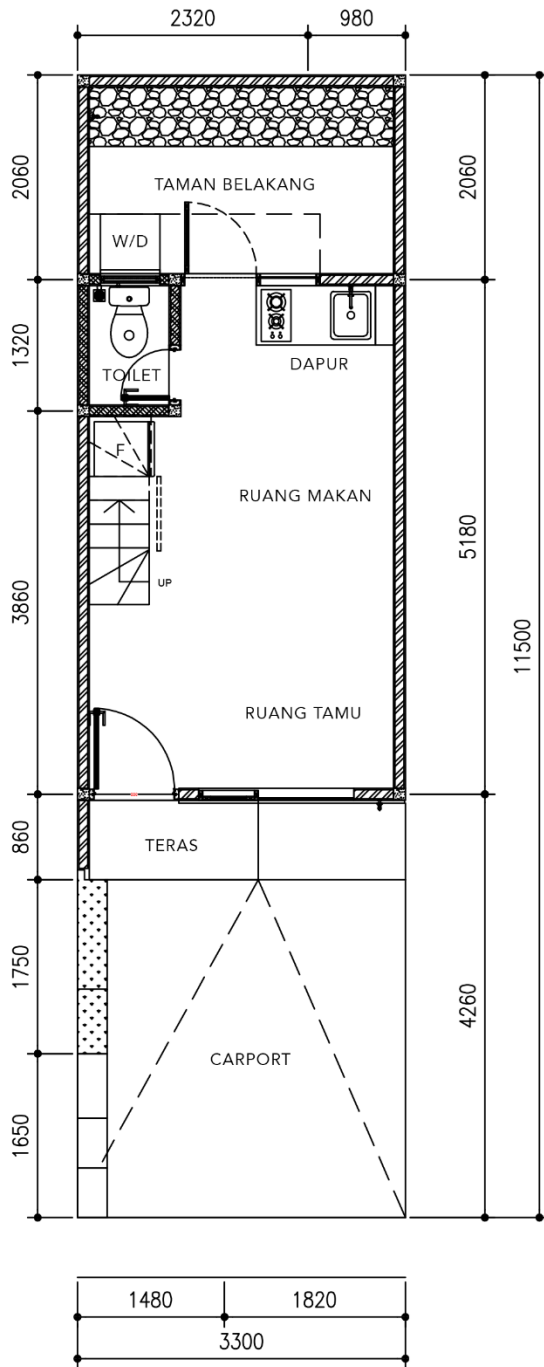 2320
980
2060
2060
TAMAN BELAKANG
W/D
1320
TOILET
DAPUR
F
RUANG MAKAN
5180
3860
UP
11500
RUANG TAMU
860
TERAS
1750
4260
CARPORT
1650
1480
1820
3300